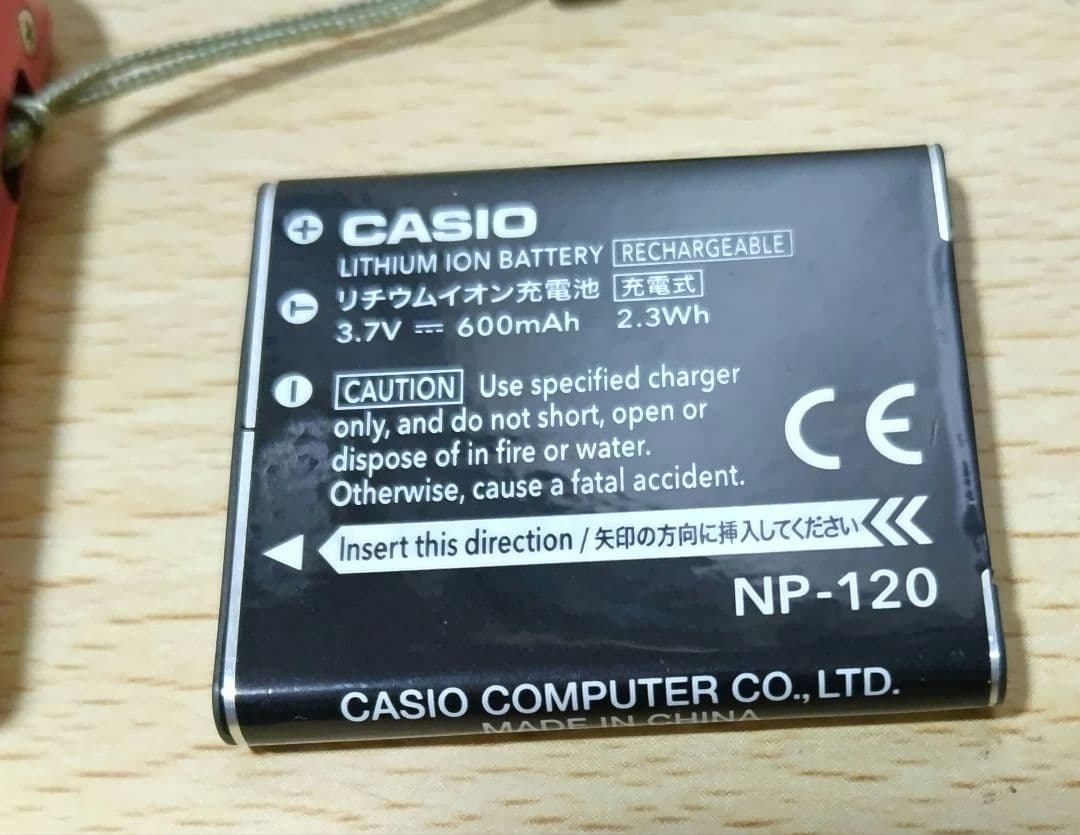 CASIO
LITHIUM ION BATTERY RECHARGEABLE
リチウムイオン充電池 充電式
3.7V ⎓ 600mAh 2.3Wh
CAUTION Use specified charger
only, and do not short, open or
dispose of in fire or water.
Otherwise, cause a fatal accident.
Insert this direction / 矢印の方向に挿入してください
NP-120
CASIO COMPUTER CO., LTD.
MADE IN CHINA